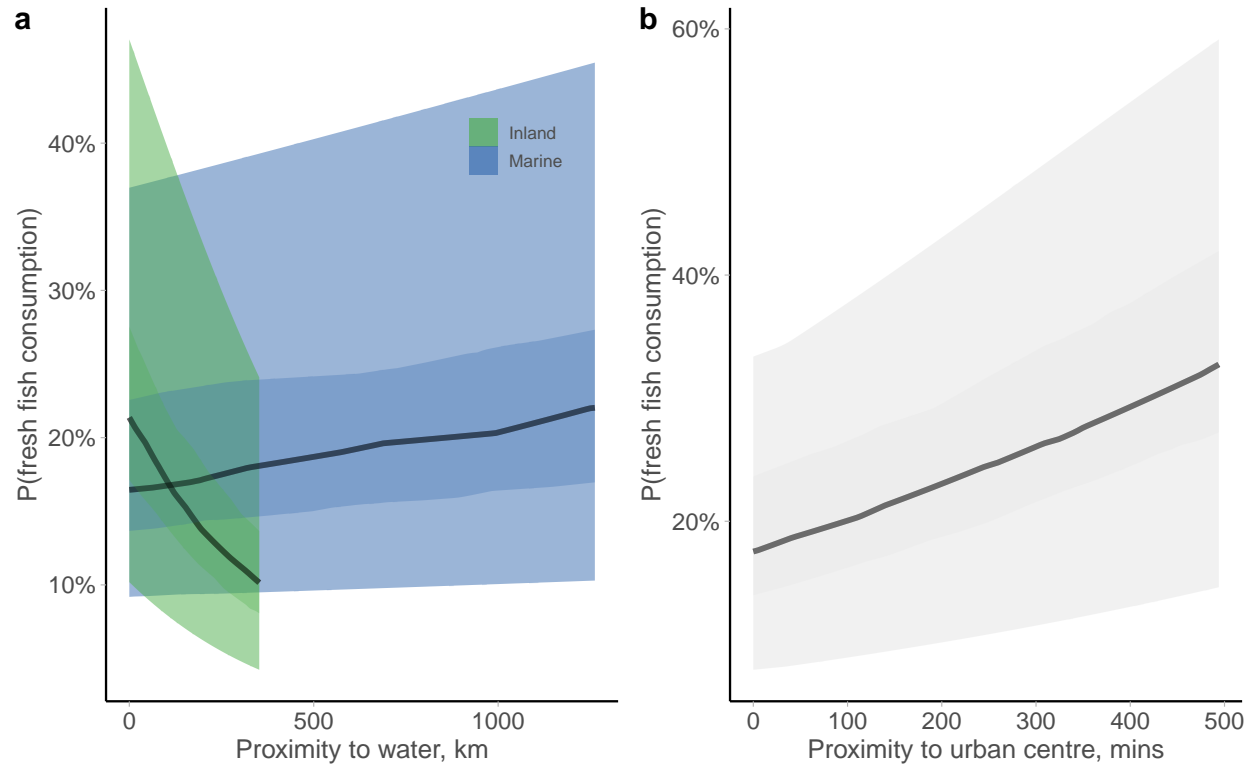 a
P(fresh fish consumption)
40%
30%
20%
10%
Inland
Marine
0
500
1000
Proximity to water, km
b
P(fresh fish consumption)
60%
40%
20%
0
100
200
300
400
500
Proximity to urban centre, mins